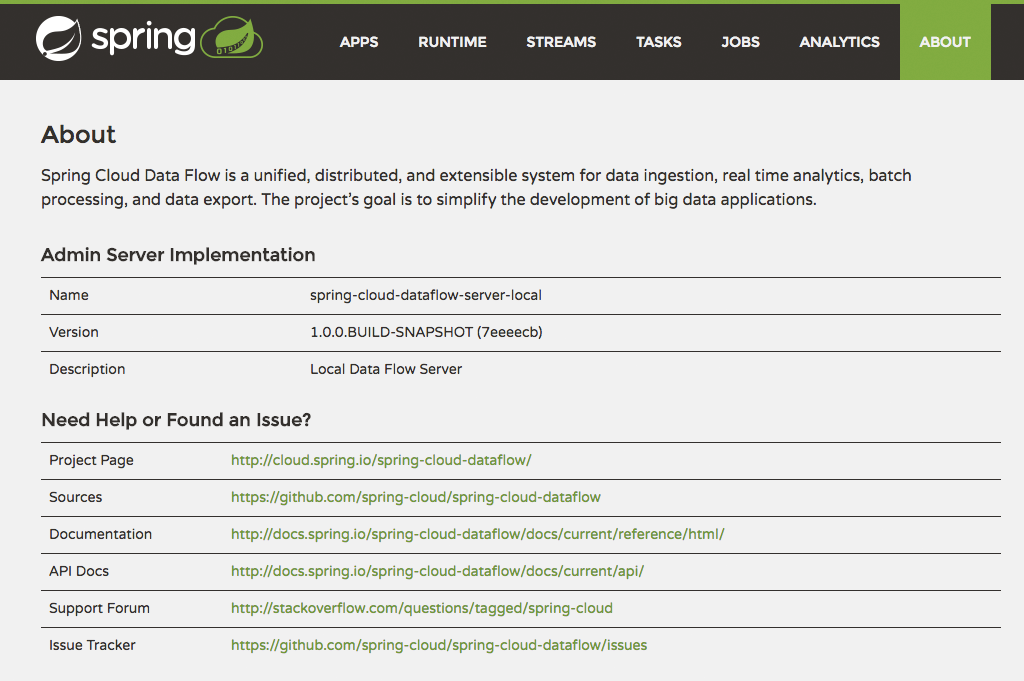 spring
APPS RUNTIME STREAMS TASKS JOBS ANALYTICS ABOUT
About
Spring Cloud Data Flow is a unified, distributed, and extensible system for data ingestion, real time analytics, batch
processing, and data export. The project's goal is to simplify the development of big data applications.
Admin Server Implementation
Name spring-cloud-dataflow-server-local
Version 1.0.0.BUILD-SNAPSHOT (7eeeecb)
Description Local Data Flow Server
Need Help or Found an Issue?
Project Page http://cloud.spring.io/spring-cloud-dataflow/
Sources https://github.com/spring-cloud/spring-cloud-dataflow
Documentation http://docs.spring.io/spring-cloud-dataflow/docs/current/reference/html/
API Docs http://docs.spring.io/spring-cloud-dataflow/docs/current/api/
Support Forum http://stackoverflow.com/questions/tagged/spring-cloud
Issue Tracker https://github.com/spring-cloud/spring-cloud-dataflow/issues